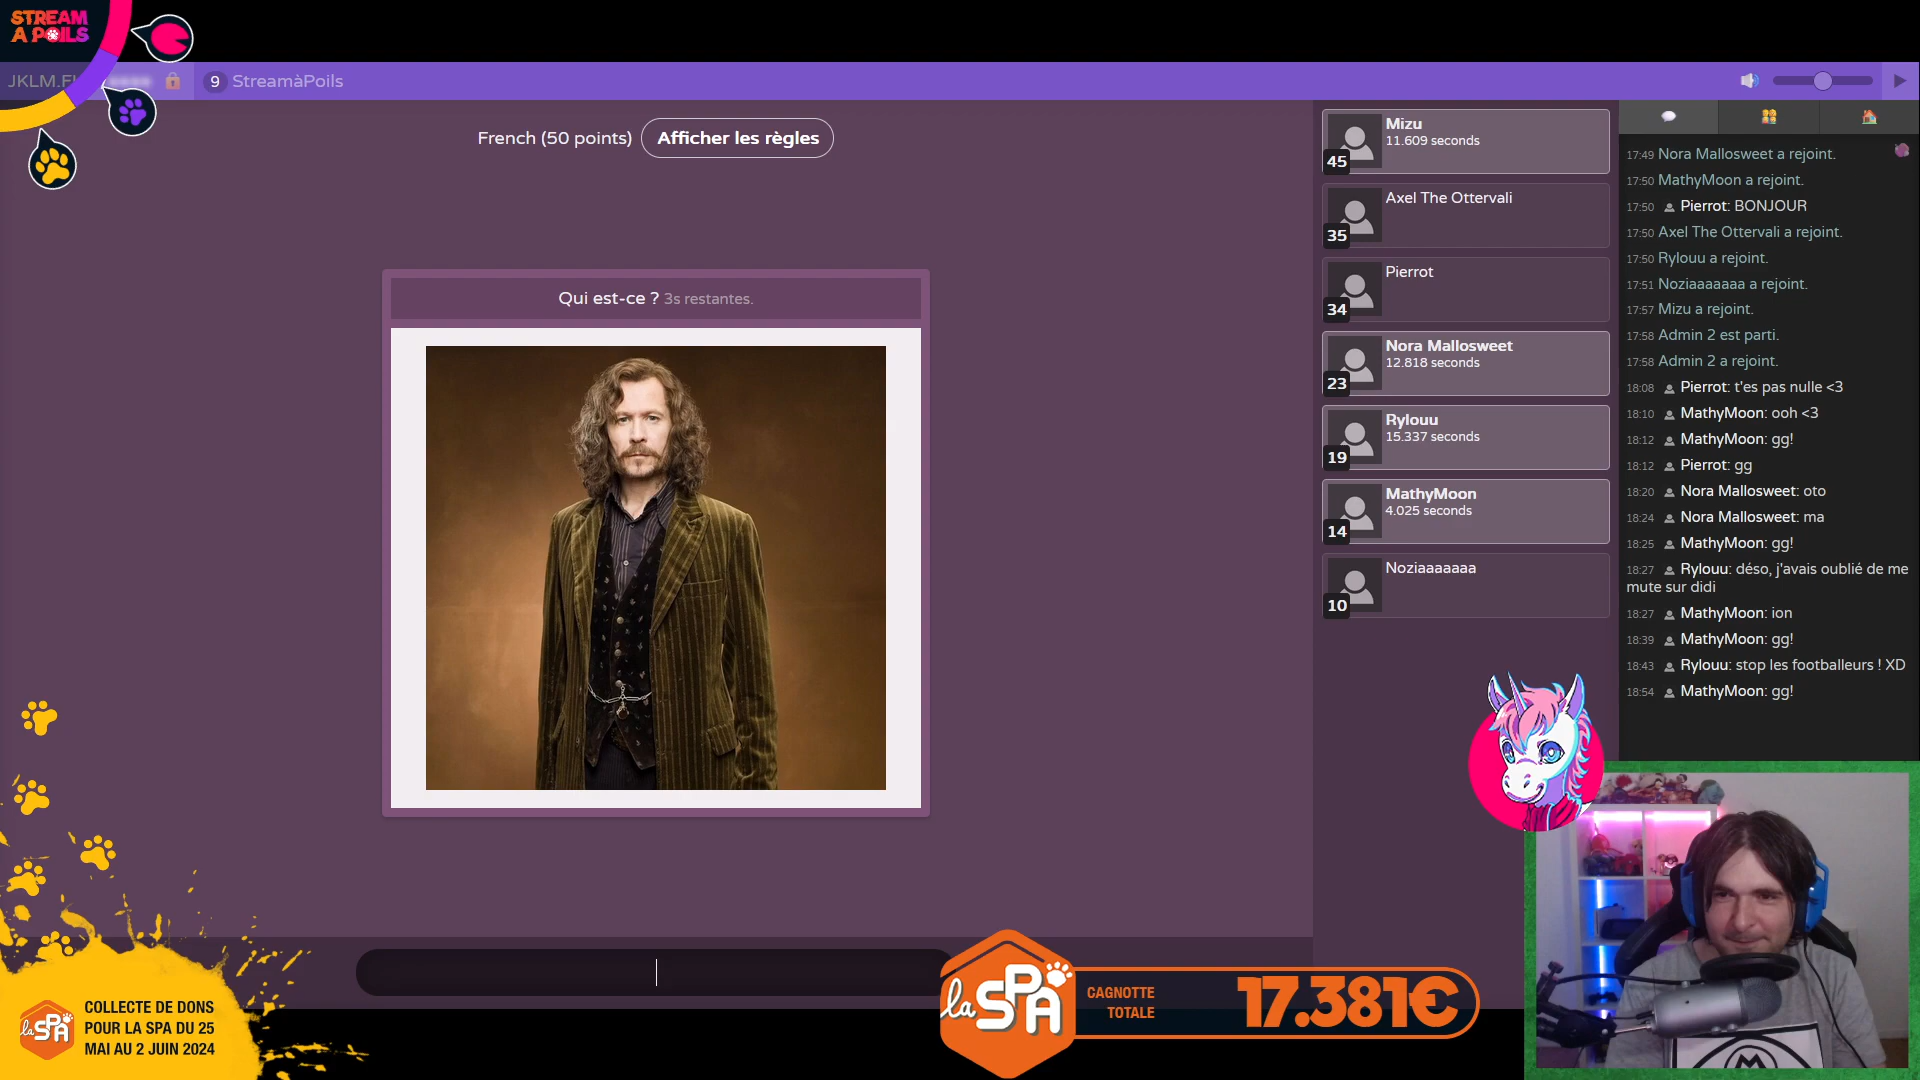 STREAM
A POILS
JKLM.F
9 StreamàPoils
French (50 points) Afficher les règles
Qui est-ce ? 3s restantes.
Mizu
11.609 seconds
45
Axel The Ottervali
35
Pierrot
34
Nora Mallosweet
12.818 seconds
23
Rylouu
15.337 seconds
19
MathyMoon
4.025 seconds
14
Noziaaaaaaa
10
17:49 Nora Mallosweet a rejoint.
17:50 MathyMoon a rejoint.
17:50 Pierrot: BONJOUR
17:50 Axel The Ottervali a rejoint.
17:50 Rylouu a rejoint.
17:51 Noziaaaaaaa a rejoint.
17:57 Mizu a rejoint.
17:58 Admin 2 est parti.
17:58 Admin 2 a rejoint.
18:08 Pierrot: t'es pas nulle <3
18:10 MathyMoon: ooh <3
18:12 MathyMoon: gg!
18:12 Pierrot: gg
18:20 Nora Mallosweet: oto
18:24 Nora Mallosweet: ma
18:25 MathyMoon: gg!
18:27 Rylouu: déso, j'avais oublié de me
mute sur didi
18:27 MathyMoon: ion
18:39 MathyMoon: gg!
18:43 Rylouu: stop les footballeurs ! XD
18:54 MathyMoon: gg!
la SPA
COLLECTE DE DONS
POUR LA SPA DU 25
MAI AU 2 JUIN 2024
la SPA
CAGNOTTE
TOTALE
17.381€
M